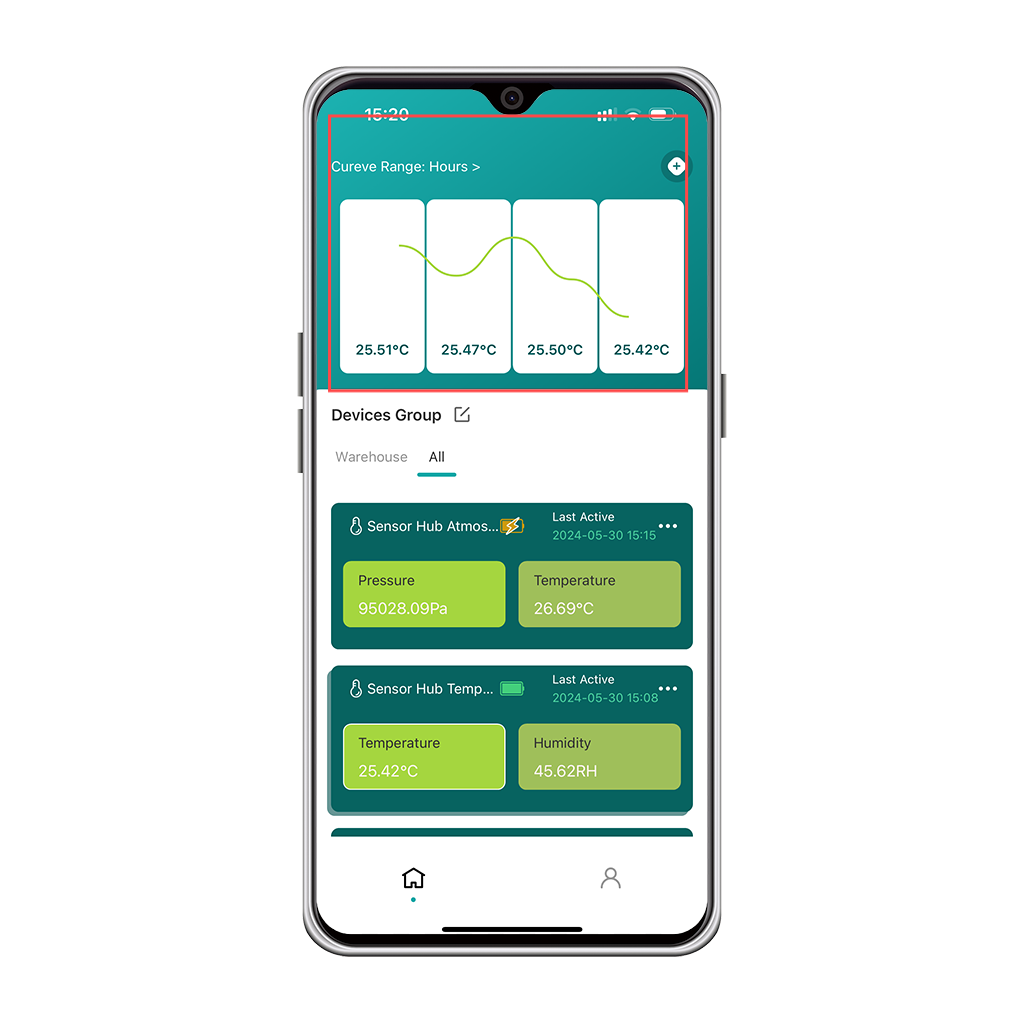 15:20
Cureve Range: Hours >
25.51°C 25.47°C 25.50°C 25.42°C
Devices Group
Warehouse All
Sensor Hub Atmos...
Last Active
2024-05-30 15:15
Pressure Temperature
95028.09Pa 26.69°C
Sensor Hub Temp...
Last Active
2024-05-30 15:08
Temperature Humidity
25.42°C 45.62RH